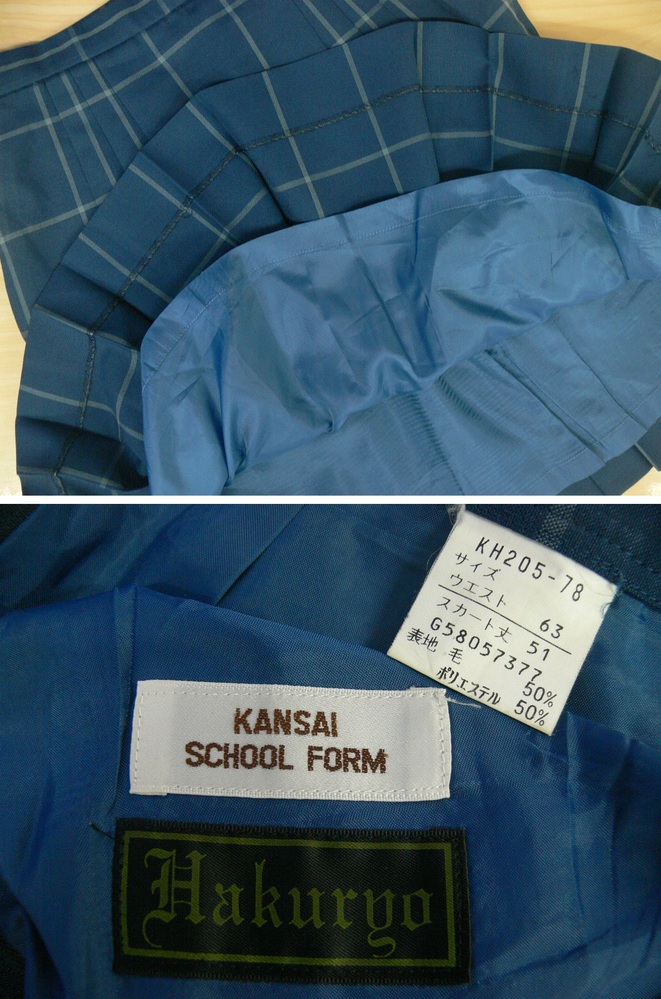 KH205-78
サイズ
ウエスト 63
スカート丈 51
G58057377
表地 毛 50%
ポリエステル 50%
KANSAI
SCHOOL FORM
Hakuryo